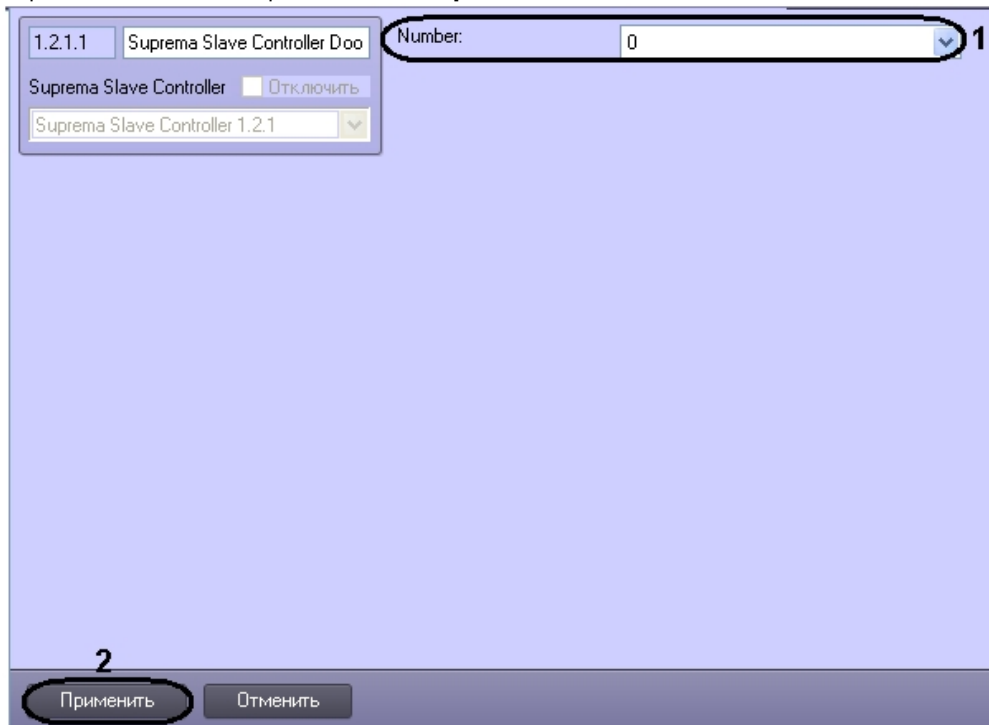 1.2.1.1 Suprema Slave Controller Doo Number: 0 1
Suprema Slave Controller Отключить
Suprema Slave Controller 1.2.1
2
Применить Отменить